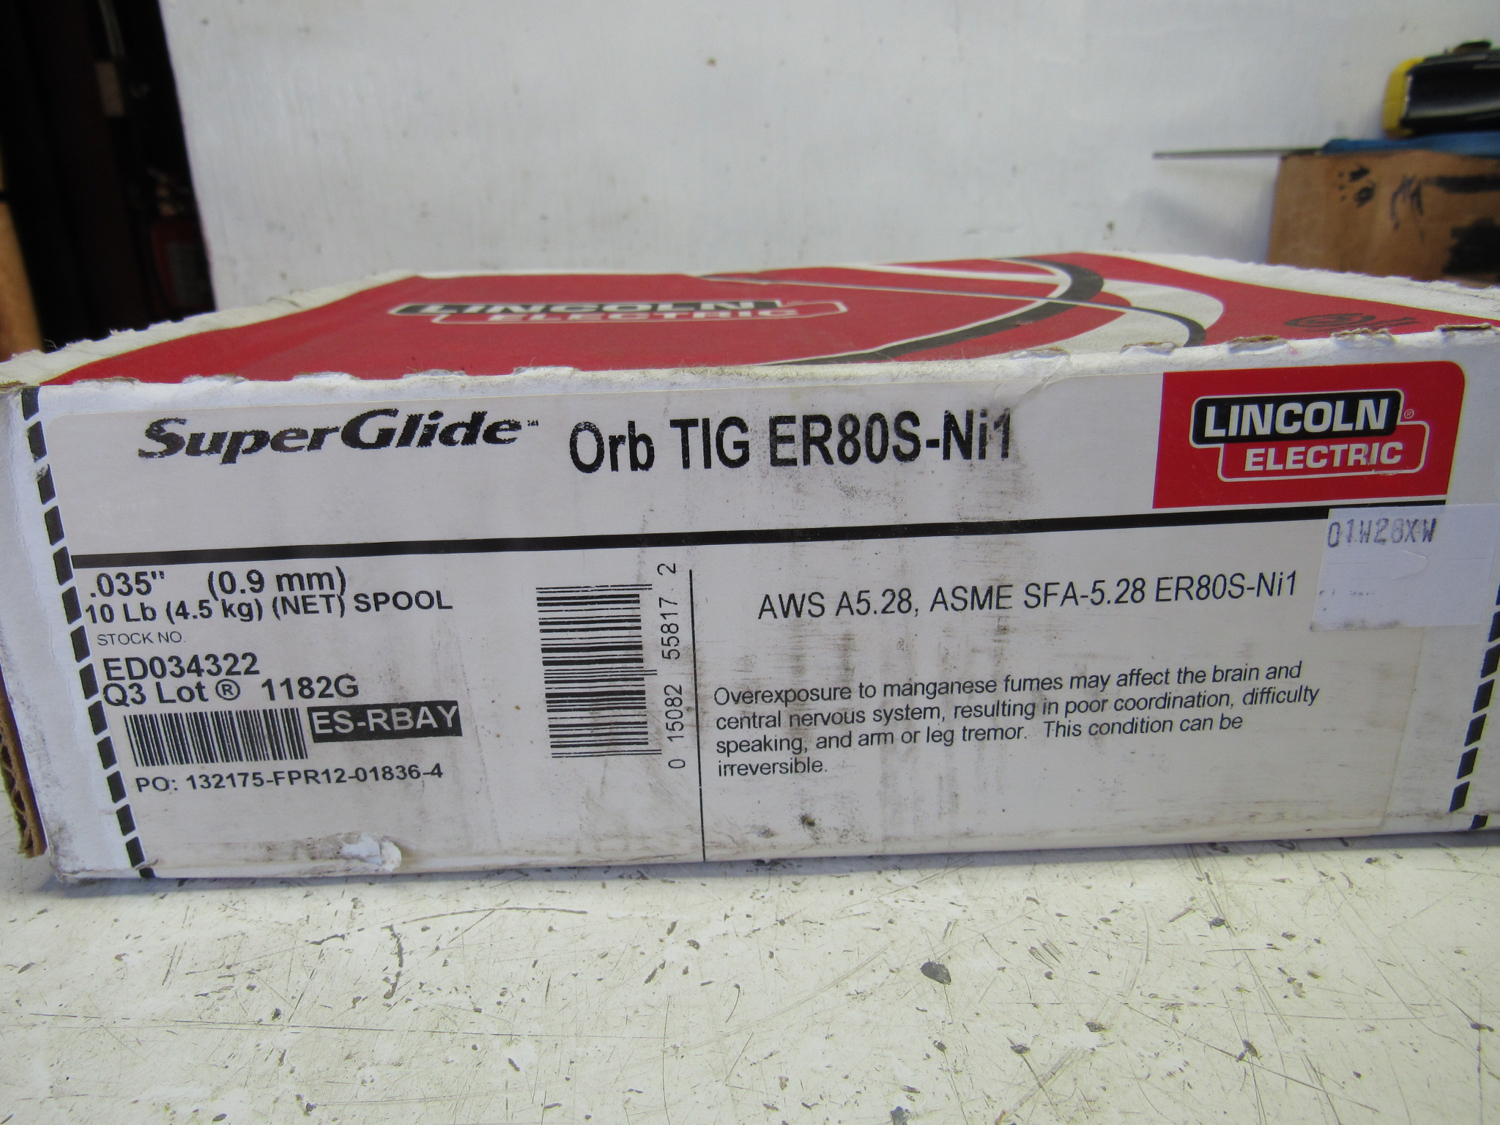 LINCOLN
ELECTRIC
SuperGlide™ Orb TIG ER80S-Ni1
LINCOLN®
ELECTRIC
01W28XW
.035" (0.9 mm)
10 Lb (4.5 kg) (NET) SPOOL
STOCK NO.
ED034322
Q3 Lot ® 1182G
ES-RBAY
PO: 132175-FPR12-01836-4
0 15082 55817 2
AWS A5.28, ASME SFA-5.28 ER80S-Ni1
Overexposure to manganese fumes may affect the brain and
central nervous system, resulting in poor coordination, difficulty
speaking, and arm or leg tremor. This condition can be
irreversible.